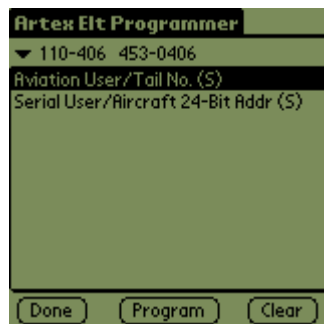 Artex Elt Programmer
110-406 453-0406
Aviation User/Tail No. (S)
Serial User/Aircraft 24-Bit Addr (S)
Done Program Clear